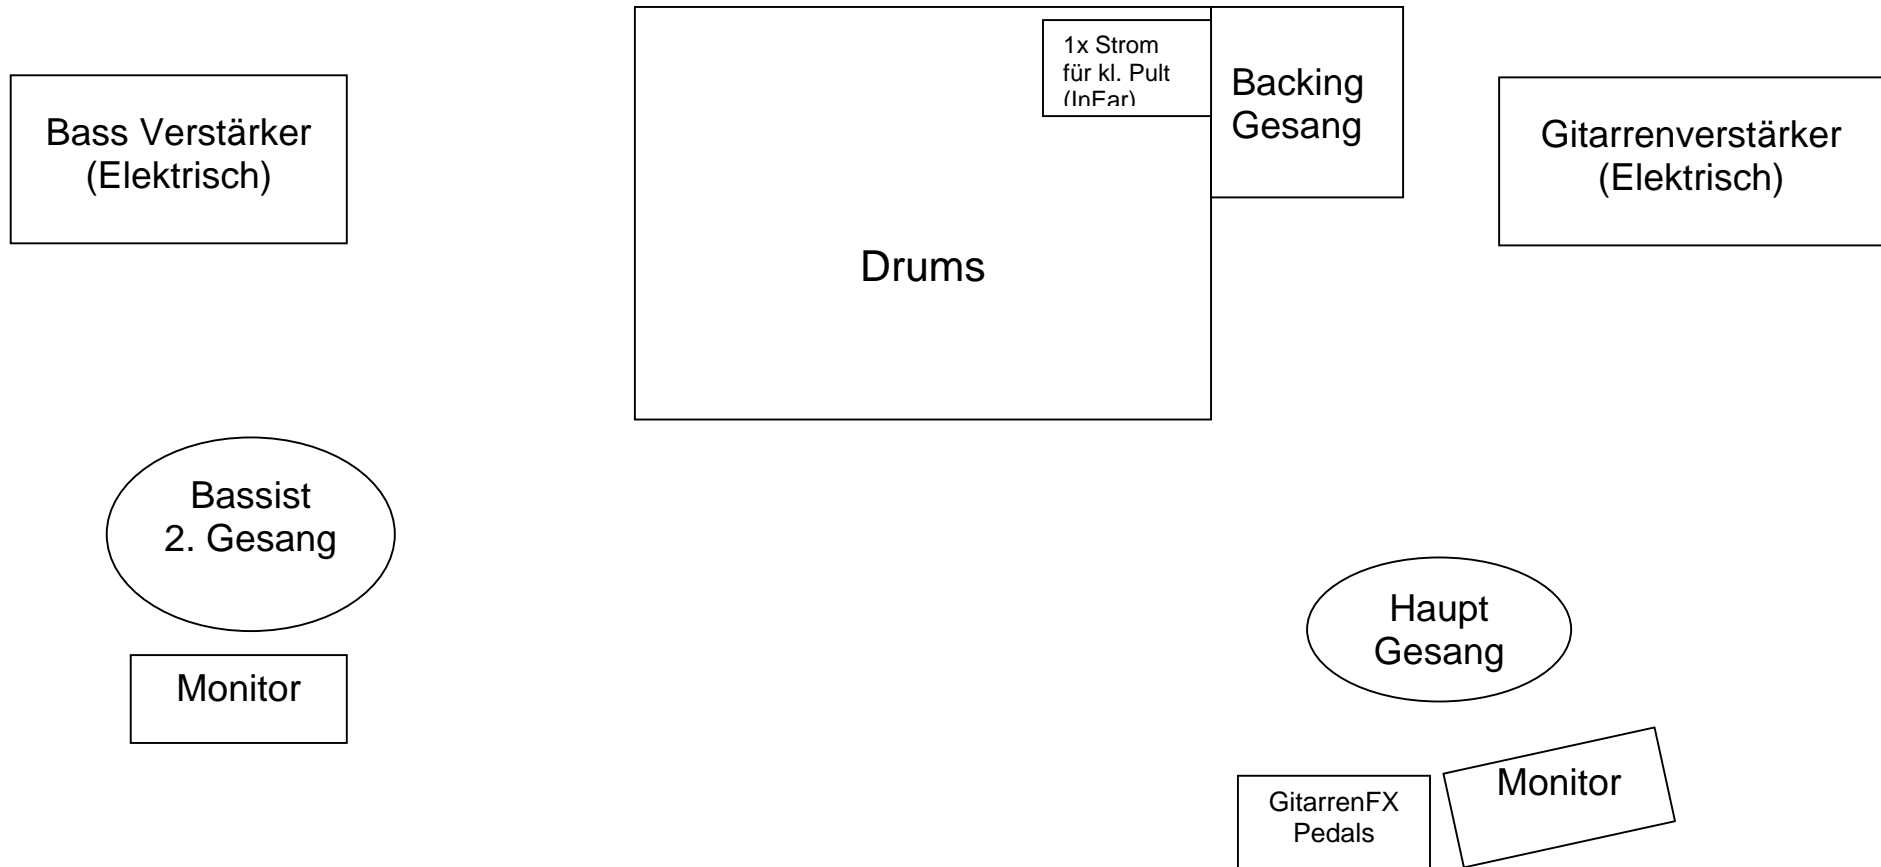 1x Strom
für kl. Pult
(InEar)
Backing
Gesang
Bass Verstärker
(Elektrisch)
Gitarrenverstärker
(Elektrisch)
Drums
Bassist
2. Gesang
Haupt
Gesang
Monitor
Monitor
GitarrenFX
Pedals